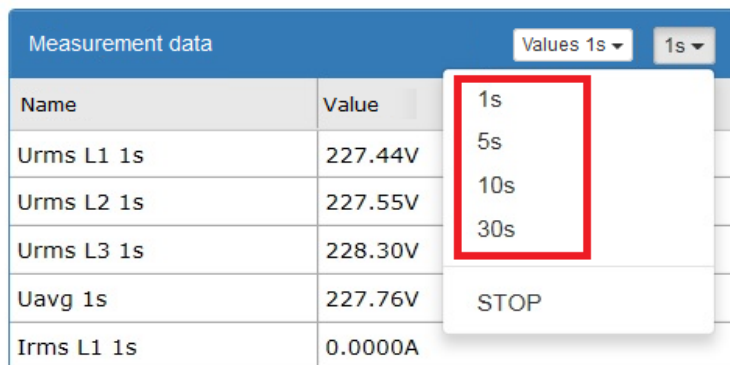 Measurement data Values 1s 1s
Name Value
1s
5s
10s
30s
STOP
Urms L1 1s 227.44V
Urms L2 1s 227.55V
Urms L3 1s 228.30V
Uavg 1s 227.76V
Irms L1 1s 0.0000A